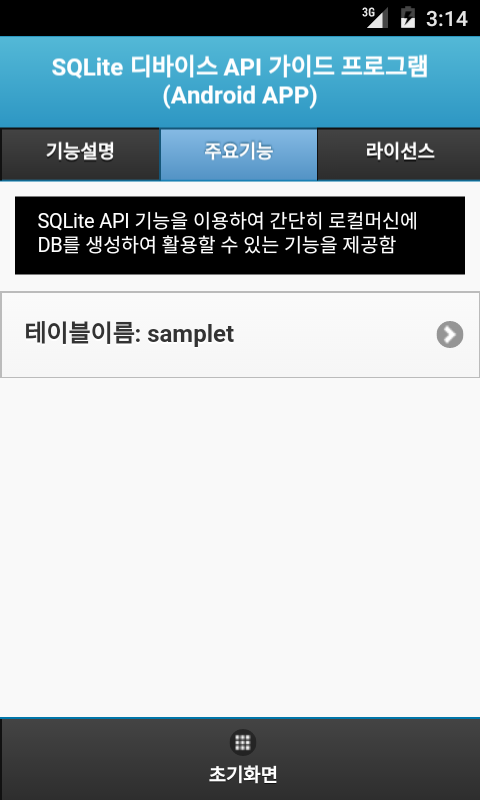 3G
3:14
SQLite 디바이스 API 가이드 프로그램
(Android APP)
기능설명
주요기능
라이선스
SQLite API 기능을 이용하여 간단히 로컬머신에
DB를 생성하여 활용할 수 있는 기능을 제공함
테이블이름: samplet
초기화면